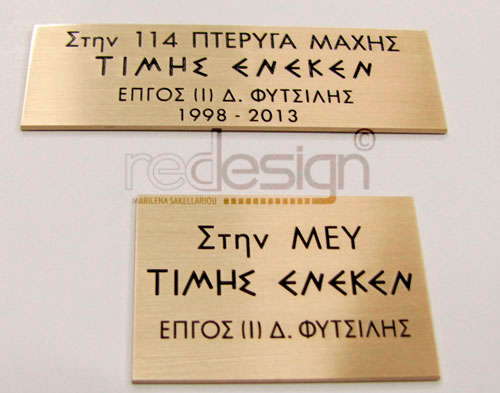 Στην 114 ΠΤΕΡΥΓΑ ΜΑΧΗΣ
ΤΙΜΗΣ ΕΝΕΚΕΝ
ΕΠΓΟΣ (Ι) Δ. ΦΥΤΣΙΛΗΣ
1998 - 2013
redesign©
MARILENA SAKELLARIOU
Στην ΜΕΥ
ΤΙΜΗΣ ΕΝΕΚΕΝ
ΕΠΓΟΣ (Ι) Δ. ΦΥΤΣΙΛΗΣ